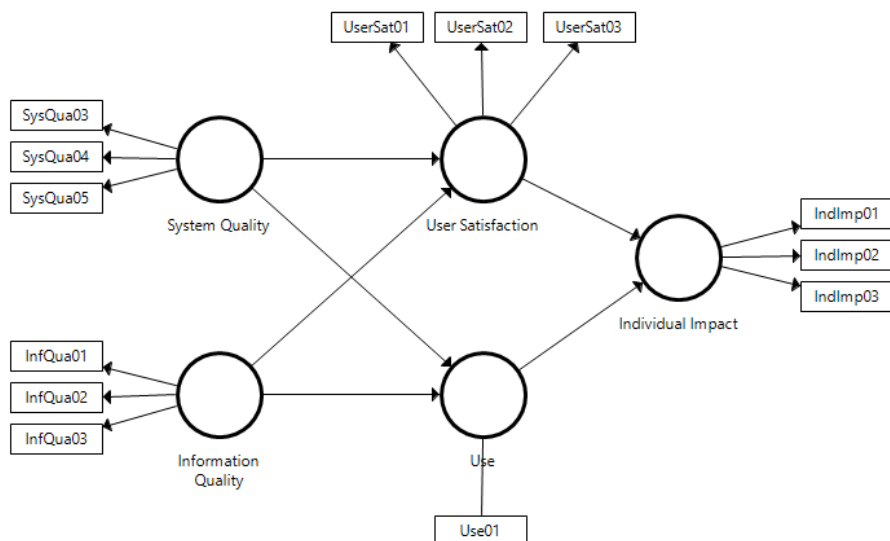 UserSat01
UserSat02
UserSat03
SysQua03
SysQua04
SysQua05
System Quality
User Satisfaction
IndImp01
IndImp02
IndImp03
Individual Impact
InfQua01
InfQua02
InfQua03
Information
Quality
Use
Use01